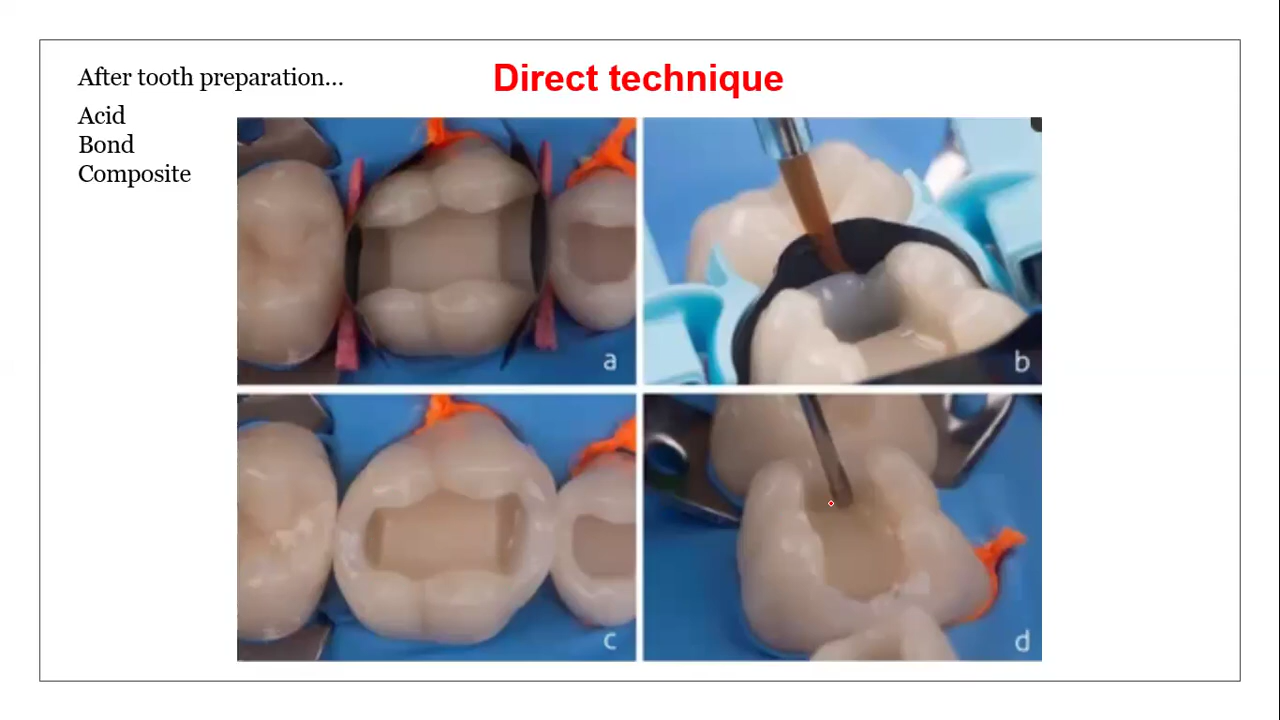 After tooth preparation...
Direct technique
Acid
Bond
Composite
a
b
c
d